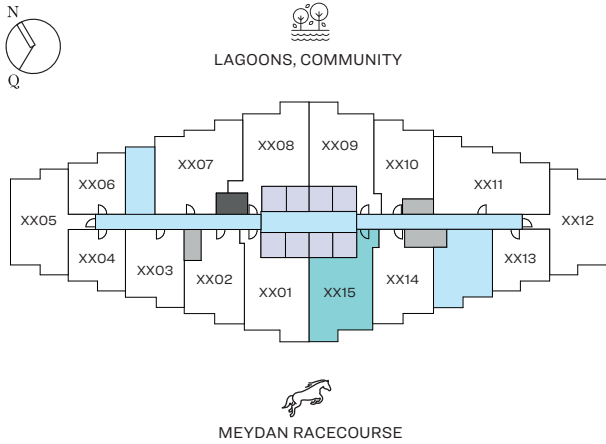 N
Q
LAGOONS, COMMUNITY
XX08
XX09
XX07
XX10
XX06
XX11
XX05
XX12
XX04
XX03
XX02
XX01
XX15
XX14
XX13
MEYDAN RACECOURSE